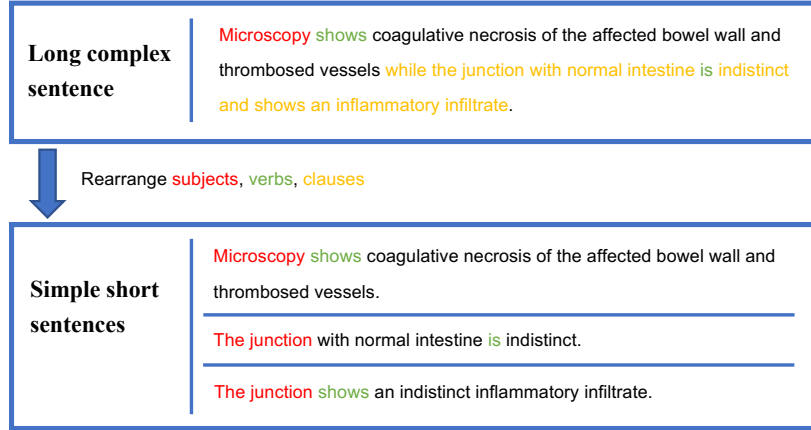 Long complex
sentence
Microscopy shows coagulative necrosis of the affected bowel wall and
thrombosed vessels while the junction with normal intestine is indistinct
and shows an inflammatory infiltrate.
Rearrange subjects, verbs, clauses
Simple short
sentences
Microscopy shows coagulative necrosis of the affected bowel wall and
thrombosed vessels.
The junction with normal intestine is indistinct.
The junction shows an indistinct inflammatory infiltrate.